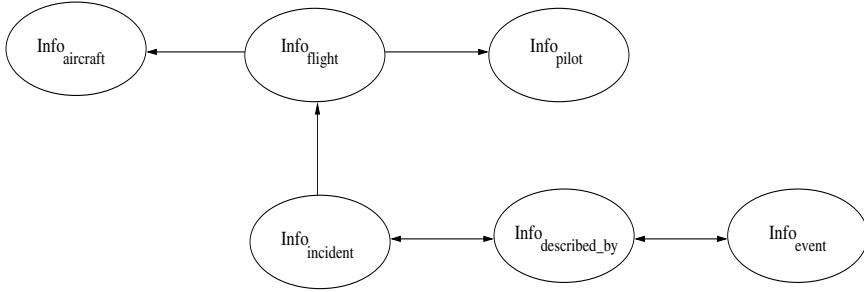 Info_aircraft
Info_flight
Info_pilot
Info_incident
Info_described_by
Info_event